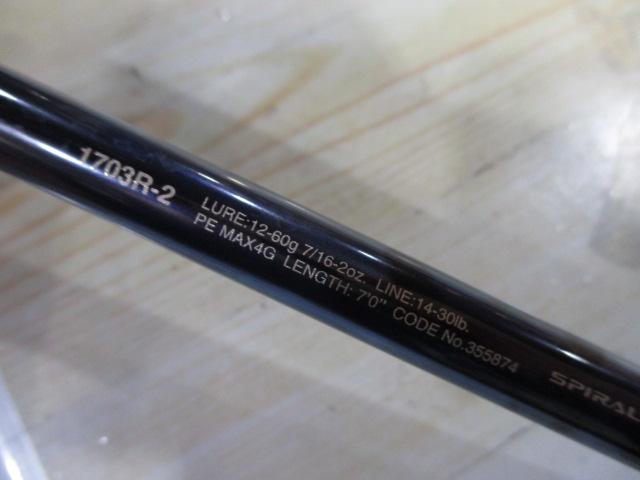 1703R-2
LURE:12-60g 7/16-2oz. LINE:14-30lb.
PE MAX4G LENGTH: 7'0" CODE No.355874
SPIRAL